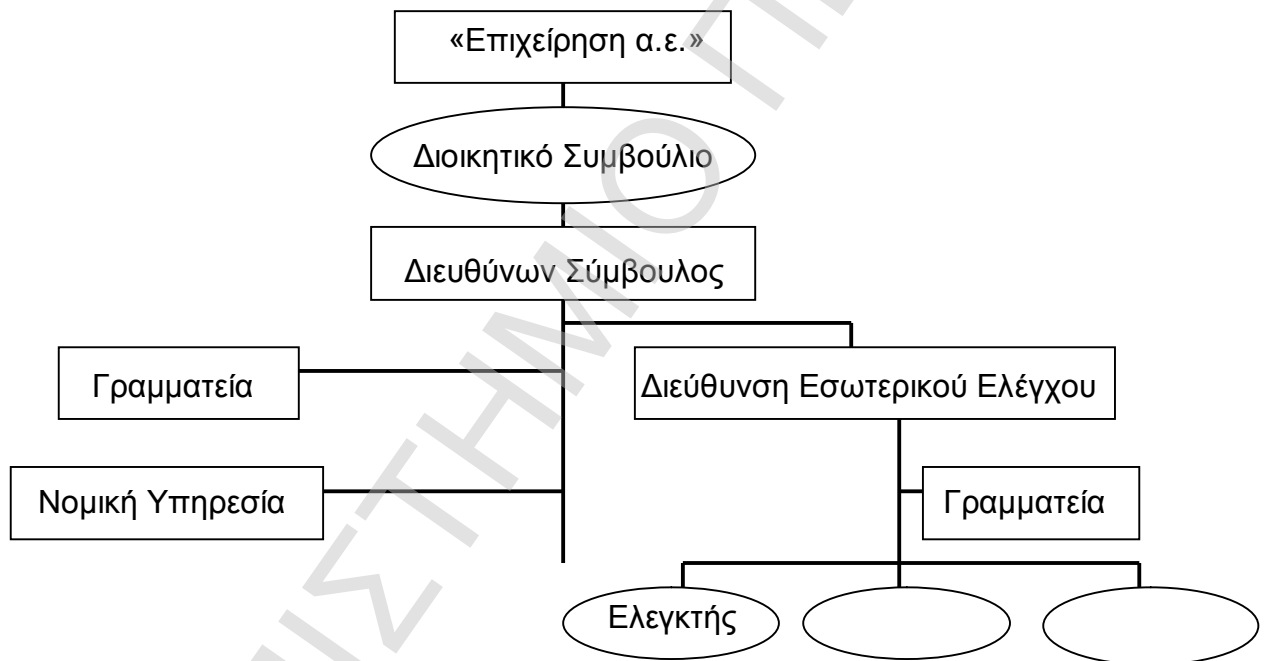 «Επιχείρηση α.ε.»
Διοικητικό Συμβούλιο
Διευθύνων Σύμβουλος
Γραμματεία
Διεύθυνση Εσωτερικού Ελέγχου
Νομική Υπηρεσία
Γραμματεία
Ελεγκτής